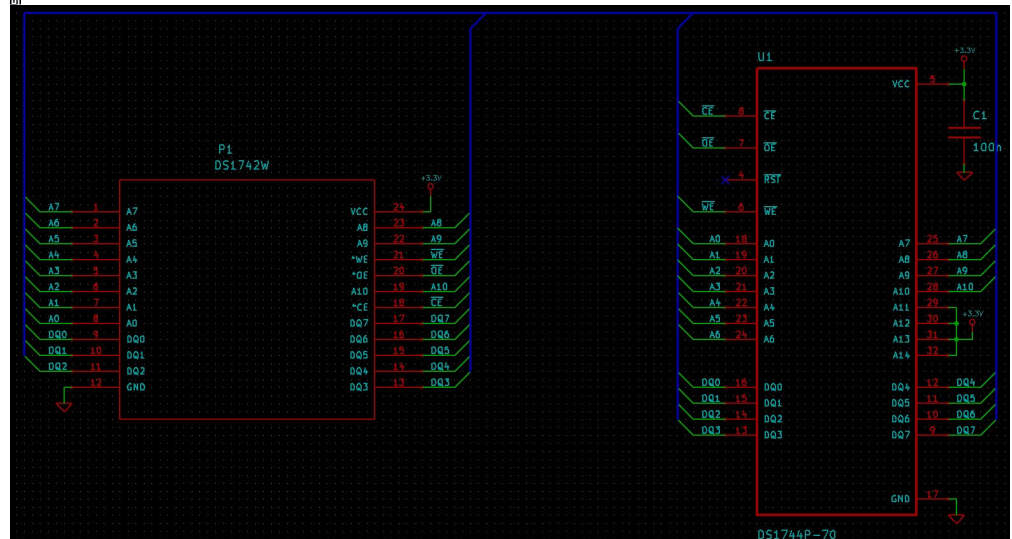 P1
DS1742W
A7 1 A7
A6 2 A6
A5 3 A5
A4 4 A4
A3 5 A3
A2 6 A2
A1 7 A1
A0 8 A0
DQ0 9 DQ0
DQ1 10 DQ1
DQ2 11 DQ2
12 GND
+3.3V
VCC 24
A8 23 A8
A9 22 A9
*WE 21 WE
*OE 20 OE
A10 19 A10
*CE 18 CE
DQ7 17 DQ7
DQ6 16 DQ6
DQ5 15 DQ5
DQ4 14 DQ4
DQ3 13 DQ3
U1
CE 8 CE
OE 7 OE
4 RST
WE 6 WE
A0 18 A0
A1 19 A1
A2 20 A2
A3 21 A3
A4 22 A4
A5 23 A5
A6 24 A6
DQ0 16 DQ0
DQ1 15 DQ1
DQ2 14 DQ2
DQ3 13 DQ3
+3.3V
VCC 5
C1
100n
A7 25 A7
A8 26 A8
A9 27 A9
A10 28 A10
A11 29
A12 30
+3.3V
A13 31
A14 32
DQ4 12 DQ4
DQ5 11 DQ5
DQ6 10 DQ6
DQ7 9 DQ7
GND 17
DS1744P-70